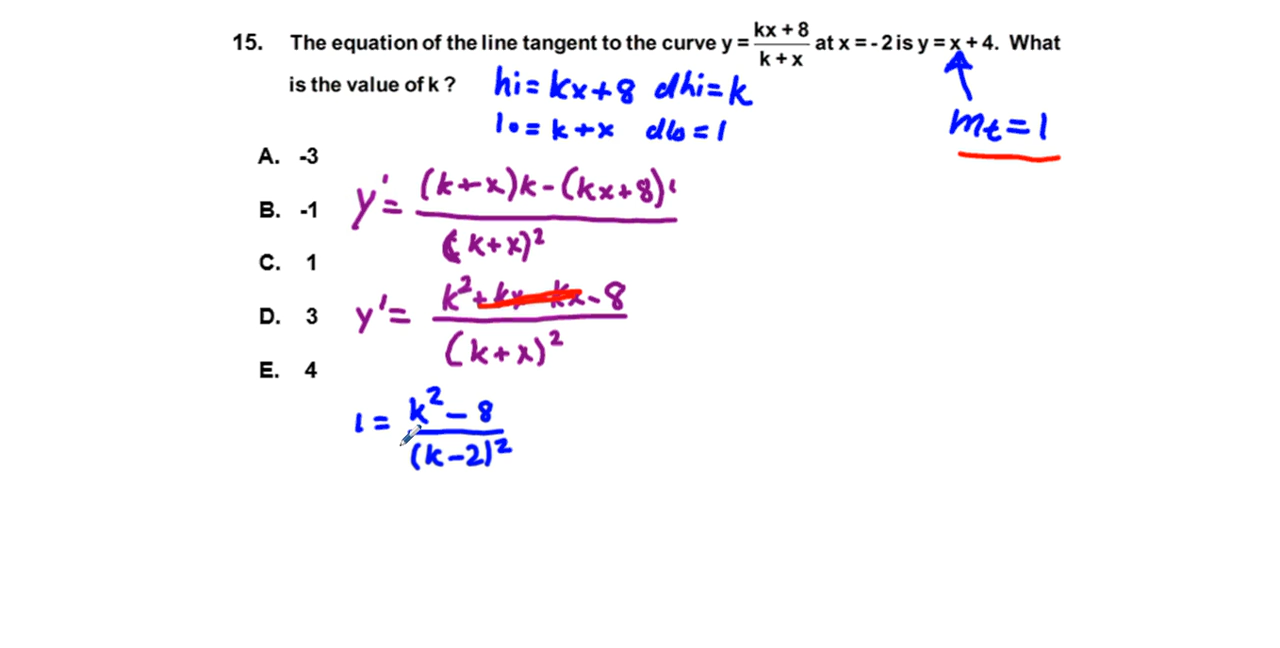 15. The equation of the line tangent to the curve y = (kx + 8)/(k + x) at x = -2 is y = x + 4. What
is the value of k ?
hi = kx + 8 dhi = k
lo = k + x dlo = 1
mt = 1
A. -3
y' = ((k + x)k - (kx + 8)1)/(k + x)²
B. -1
C. 1
y' = (k² + kx - kx - 8)/(k + x)²
D. 3
E. 4
1 = (k² - 8)/(k - 2)²